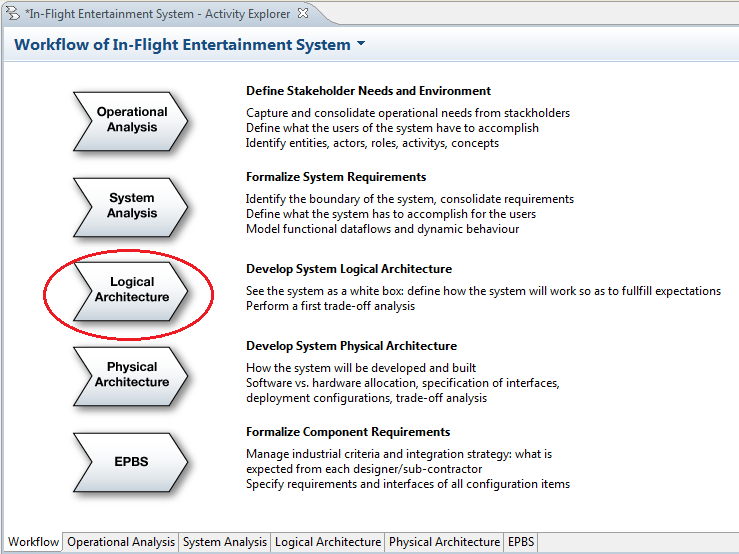 *In-Flight Entertainment System - Activity Explorer
Workflow of In-Flight Entertainment System
Operational
Analysis
Define Stakeholder Needs and Environment
Capture and consolidate operational needs from stackholders
Define what the users of the system have to accomplish
Identify entities, actors, roles, activitys, concepts
System
Analysis
Formalize System Requirements
Identify the boundary of the system, consolidate requirements
Define what the system has to accomplish for the users
Model functional dataflows and dynamic behaviour
Logical
Architecture
Develop System Logical Architecture
See the system as a white box: define how the system will work so as to fullfill expectations
Perform a first trade-off analysis
Physical
Architecture
Develop System Physical Architecture
How the system will be developed and built
Software vs. hardware allocation, specification of interfaces,
deployment configurations, trade-off analysis
EPBS
Formalize Component Requirements
Manage industrial criteria and integration strategy: what is
expected from each designer/sub-contractor
Specify requirements and interfaces of all configuration items
Workflow Operational Analysis System Analysis Logical Architecture Physical Architecture EPBS